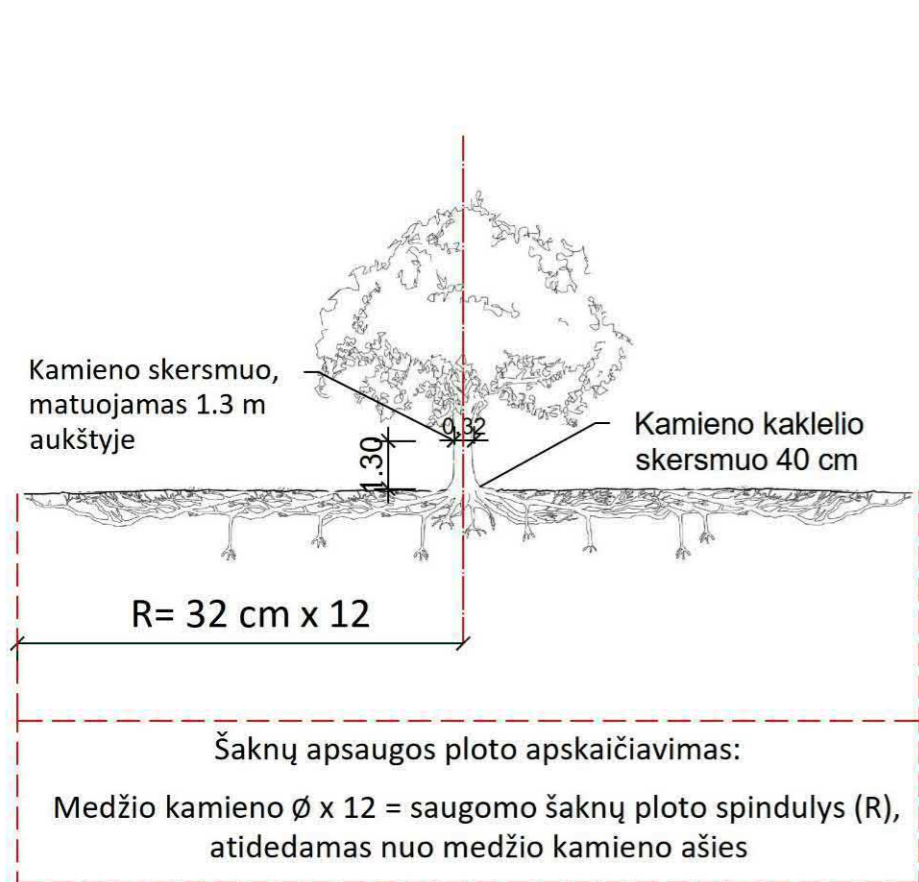 Kamieno skersmuo,
matuojamas 1.3 m
aukštyje
0,32
1.30
Kamieno kaklelio
skersmuo 40 cm
R= 32 cm x 12
Šaknų apsaugos ploto apskaičiavimas:
Medžio kamieno Ø x 12 = saugomo šaknų ploto spindulys (R),
atidedamas nuo medžio kamieno ašies